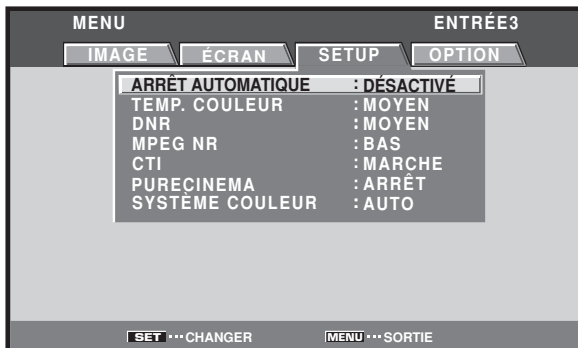 MENU ENTRÉE3
IMAGE ÉCRAN SETUP OPTION
ARRÊT AUTOMATIQUE : DÉSACTIVÉ
TEMP. COULEUR : MOYEN
DNR : MOYEN
MPEG NR : BAS
CTI : MARCHE
PURECINEMA : ARRÊT
SYSTÈME COULEUR : AUTO
SET ··· CHANGER MENU ··· SORTIE